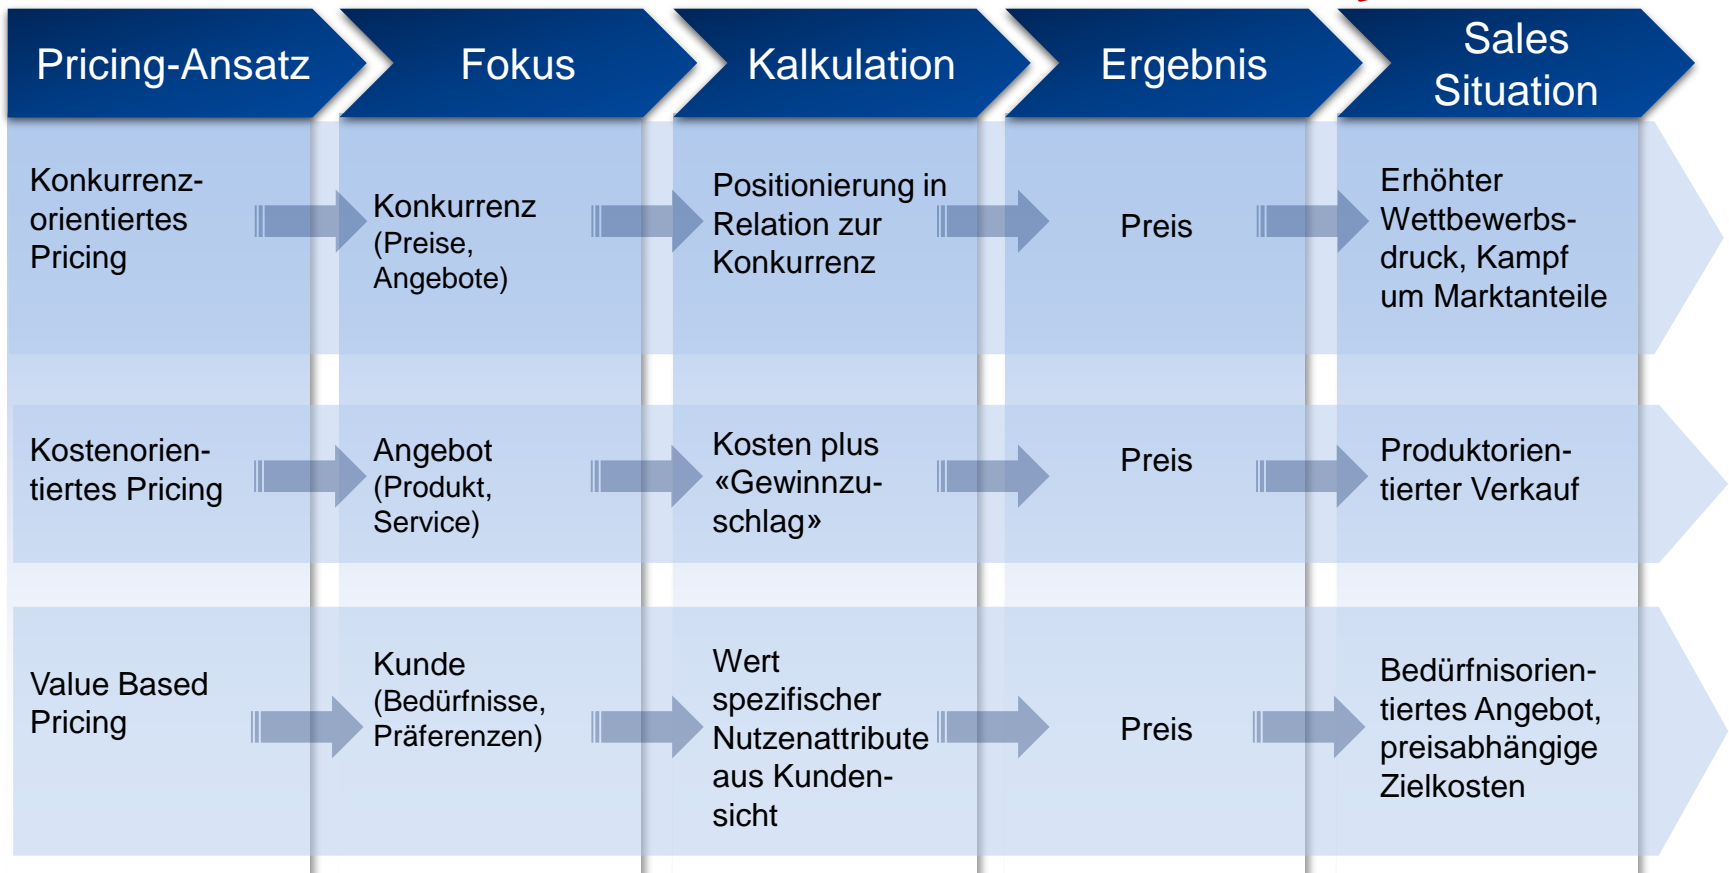 Pricing-Ansatz
Fokus
Kalkulation
Ergebnis
Sales
Situation
Konkurrenz-
orientiertes
Pricing
Konkurrenz
(Preise,
Angebote)
Positionierung in
Relation zur
Konkurrenz
Preis
Erhöhter
Wettbewerbs-
druck, Kampf
um Marktanteile
Kostenorien-
tiertes Pricing
Angebot
(Produkt,
Service)
Kosten plus
«Gewinnzu-
schlag»
Preis
Produktorien-
tierter Verkauf
Value Based
Pricing
Kunde
(Bedürfnisse,
Präferenzen)
Wert
spezifischer
Nutzenattribute
aus Kunden-
sicht
Preis
Bedürfnisorien-
tiertes Angebot,
preisabhängige
Zielkosten